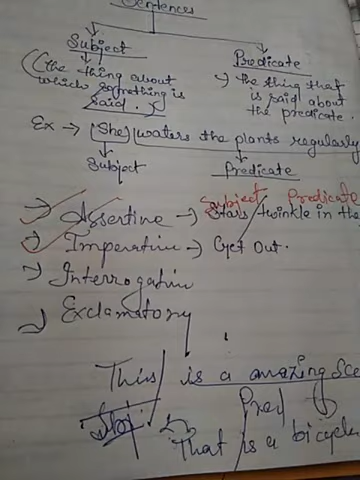 Sentences
Subject
Predicate
(the thing about
which something is
said.)
→ the thing that
is said about
the predicate.
Ex → (She) waters the plants regularly
Subject
Predicate
Subject Predicate
→ Assertive → Stars twinkle in the
→ Imperative → Get Out.
→ Interrogative
→ Exclamatory
This / is a amazing Sce
Pred
Subj
That / is a bicycle